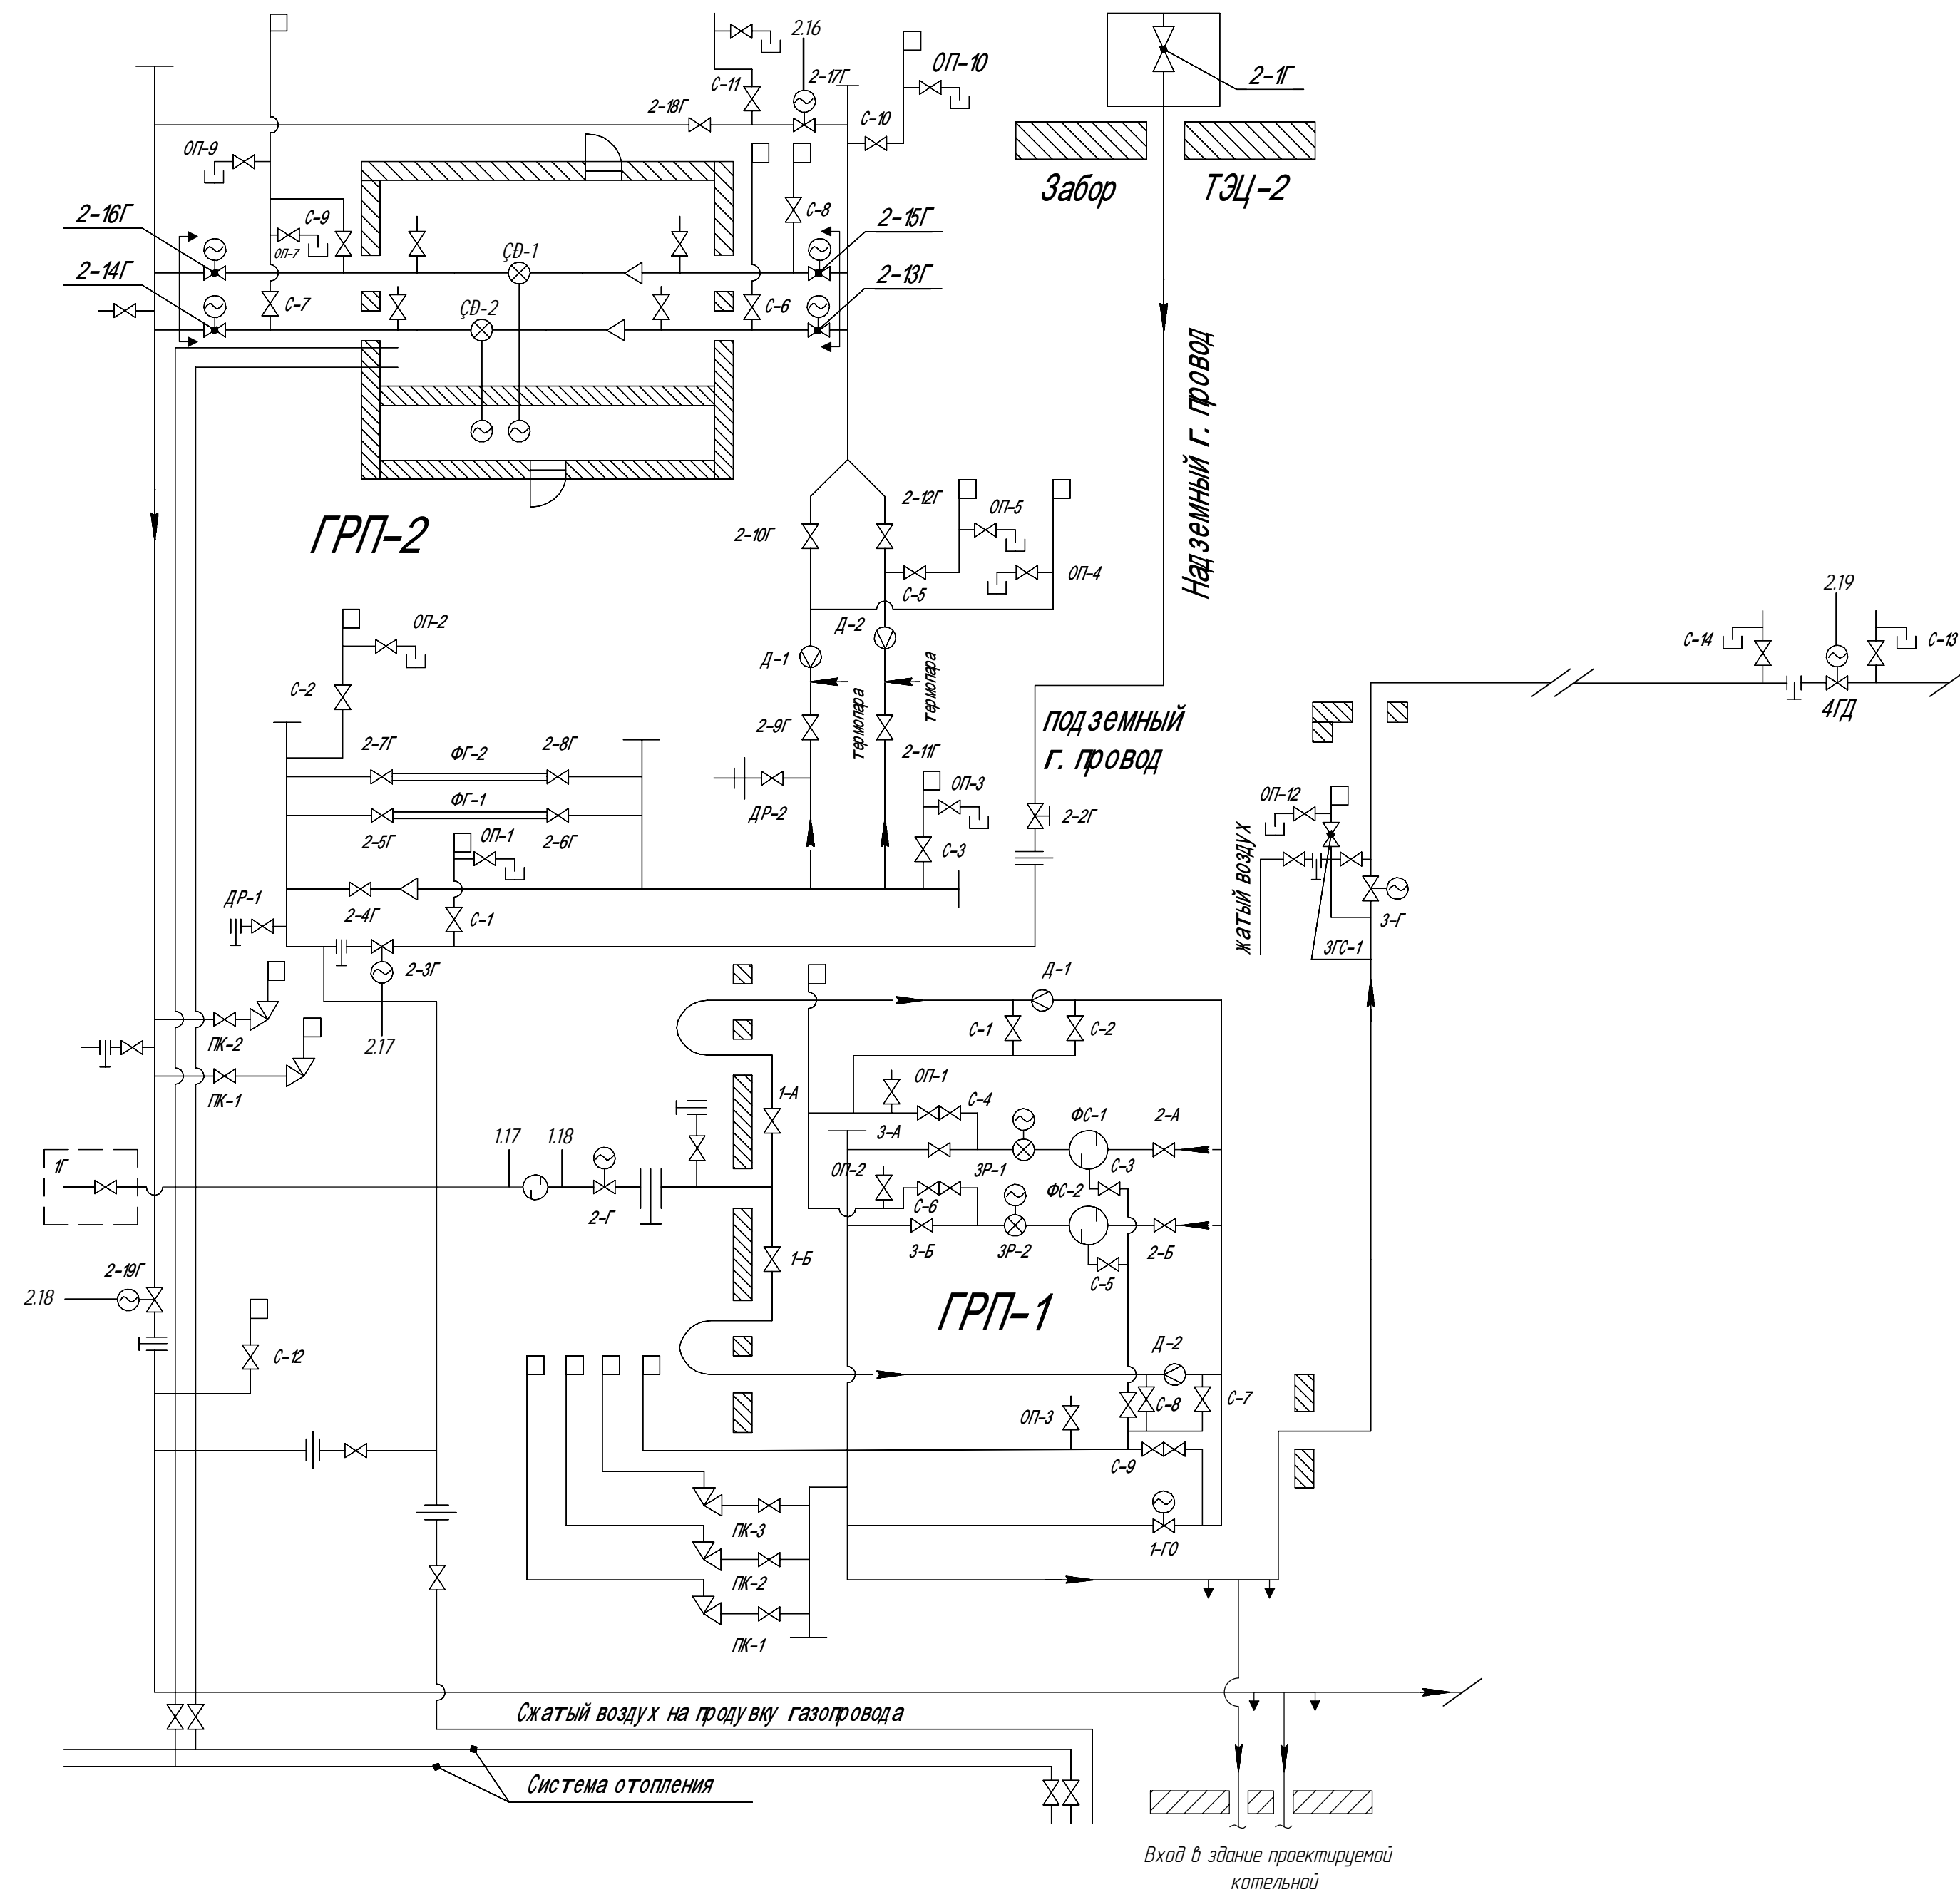 2.16
2-17Г
С-11
ОП-10
2-1Г
2-18Г
С-10
ОП-9
Забор
ТЭЦ-2
2-16Г
С-9
С-8
2-15Г
ОП-7
ÇÐ-1
2-14Г
2-13Г
С-7
ÇÐ-2
С-6
Надземный г. провод
ГРП-2
2-12Г
ОП-5
2-10Г
ОП-4
С-5
2.19
ОП-2
Д-2
С-14
С-13
Д-1
С-2
термопара
термопара
4ГД
подземный
г. провод
2-9Г
2-11Г
2-7Г
ФГ-2
2-8Г
ФГ-1
ДР-2
ОП-3
2-2Г
ОП-12
2-5Г
2-6Г
ОП-1
С-3
жатый воздух
ДР-1
2-4Г
С-1
3-Г
3ГС-1
2-3Г
Д-1
2.17
С-1
С-2
ПК-2
ПК-1
ОП-1
С-4
1-А
3-А
ФС-1
2-А
1.17
1.18
1Г
ОП-2
ЗР-1
С-3
С-6
ФС-2
2-Г
3-Б
ЗР-2
2-Б
1-Б
С-5
2-19Г
2.18
ГРП-1
С-12
Д-2
С-8
С-7
ОП-3
С-9
ПК-3
1-ГО
ПК-2
ПК-1
Сжатый воздух на продувку газопровода
Система отопления
Вход в здание проектируемой
котельной